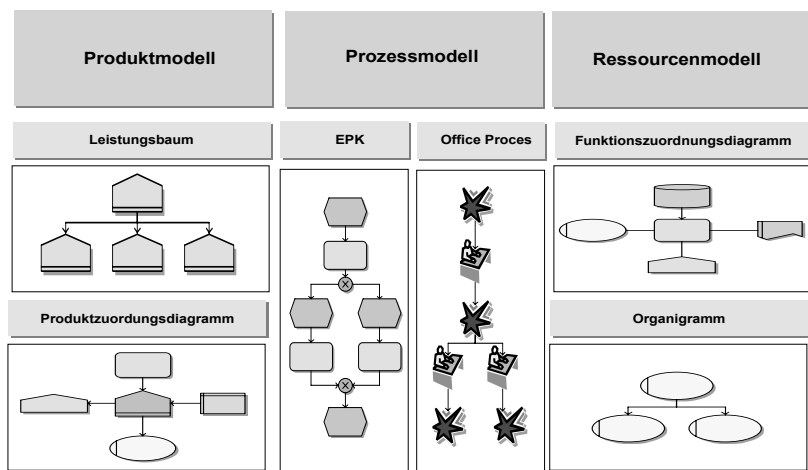 Produktmodell
Prozessmodell
Ressourcenmodell
Leistungsbaum
EPK
Office Proces
Funktionszuordnungsdiagramm
Produktzuordungsdiagramm
Organigramm